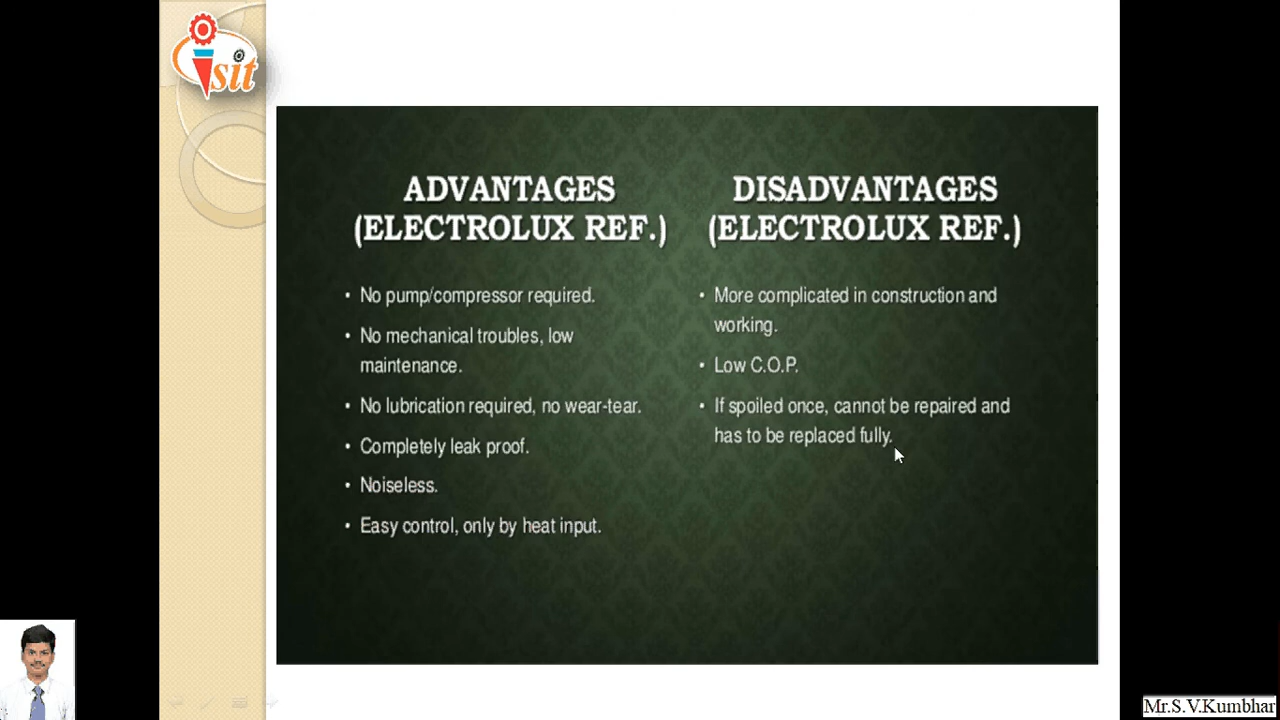 isit
ADVANTAGES
(ELECTROLUX REF.)
• No pump/compressor required.
• No mechanical troubles, low
maintenance.
• No lubrication required, no wear-tear.
• Completely leak proof.
• Noiseless.
• Easy control, only by heat input.
DISADVANTAGES
(ELECTROLUX REF.)
• More complicated in construction and
working.
• Low C.O.P.
• If spoiled once, cannot be repaired and
has to be replaced fully.
Mr.S.V.Kumbhar